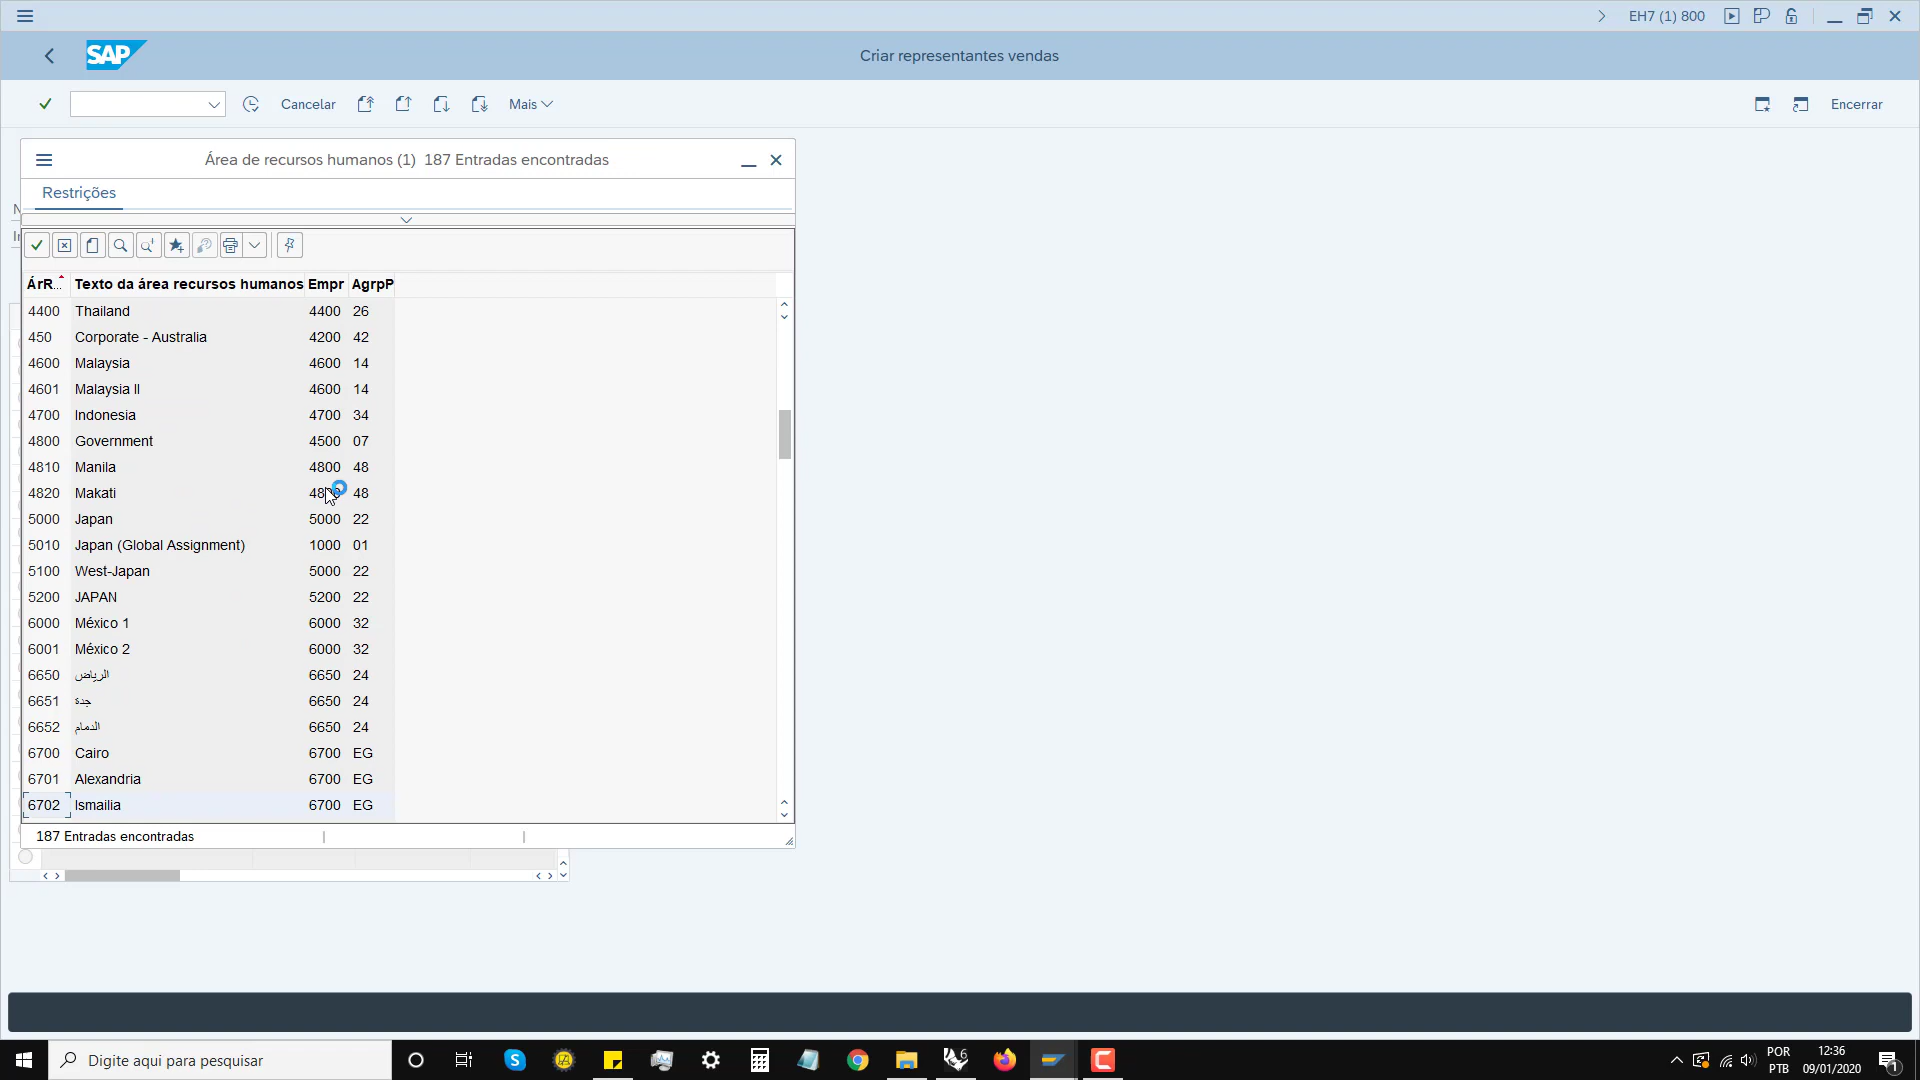 EH7 (1) 800
SAP
Criar representantes vendas
Cancelar
Mais
Encerrar
Área de recursos humanos (1) 187 Entradas encontradas
Restrições
ÁrR... Texto da área recursos humanos Empr AgrpP
4400 Thailand 4400 26
450 Corporate - Australia 4200 42
4600 Malaysia 4600 14
4601 Malaysia II 4600 14
4700 Indonesia 4700 34
4800 Government 4500 07
4810 Manila 4800 48
4820 Makati 48 48
5000 Japan 5000 22
5010 Japan (Global Assignment) 1000 01
5100 West-Japan 5000 22
5200 JAPAN 5200 22
6000 México 1 6000 32
6001 México 2 6000 32
6650 الرياض 6650 24
6651 جدة 6650 24
6652 الدمام 6650 24
6700 Cairo 6700 EG
6701 Alexandria 6700 EG
6702 Ismailia 6700 EG
187 Entradas encontradas
Digite aqui para pesquisar
POR
PTB
12:36
09/01/2020
1